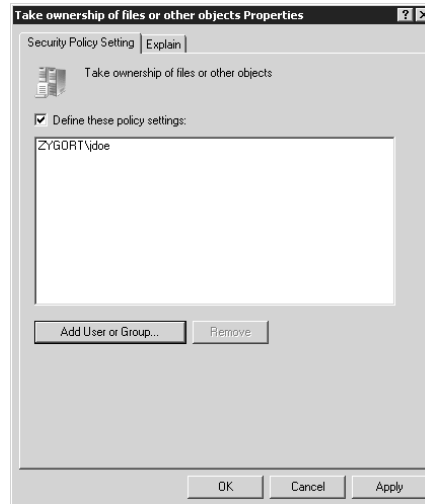 Take ownership of files or other objects Properties
Security Policy Setting
Explain
Take ownership of files or other objects
Define these policy settings:
ZYGORT\jdoe
Add User or Group...
Remove
OK
Cancel
Apply